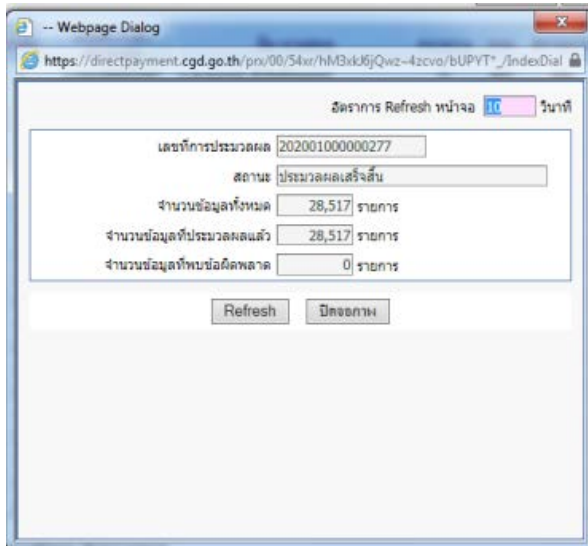 -- Webpage Dialog
https://directpayment.cgd.go.th/prx/00/54xr/hM3xkJ6jQwz~4zcvo/bUPYT*_/IndexDial
อัตราการ Refresh หน้าจอ 10 วินาที
เลขที่การประมวลผล 202001000000277
สถานะ ประมวลผลเสร็จสิ้น
จำนวนข้อมูลทั้งหมด 28,517 รายการ
จำนวนข้อมูลที่ประมวลผลแล้ว 28,517 รายการ
จำนวนข้อมูลที่พบข้อผิดพลาด 0 รายการ
Refresh ปิดจอภาพ